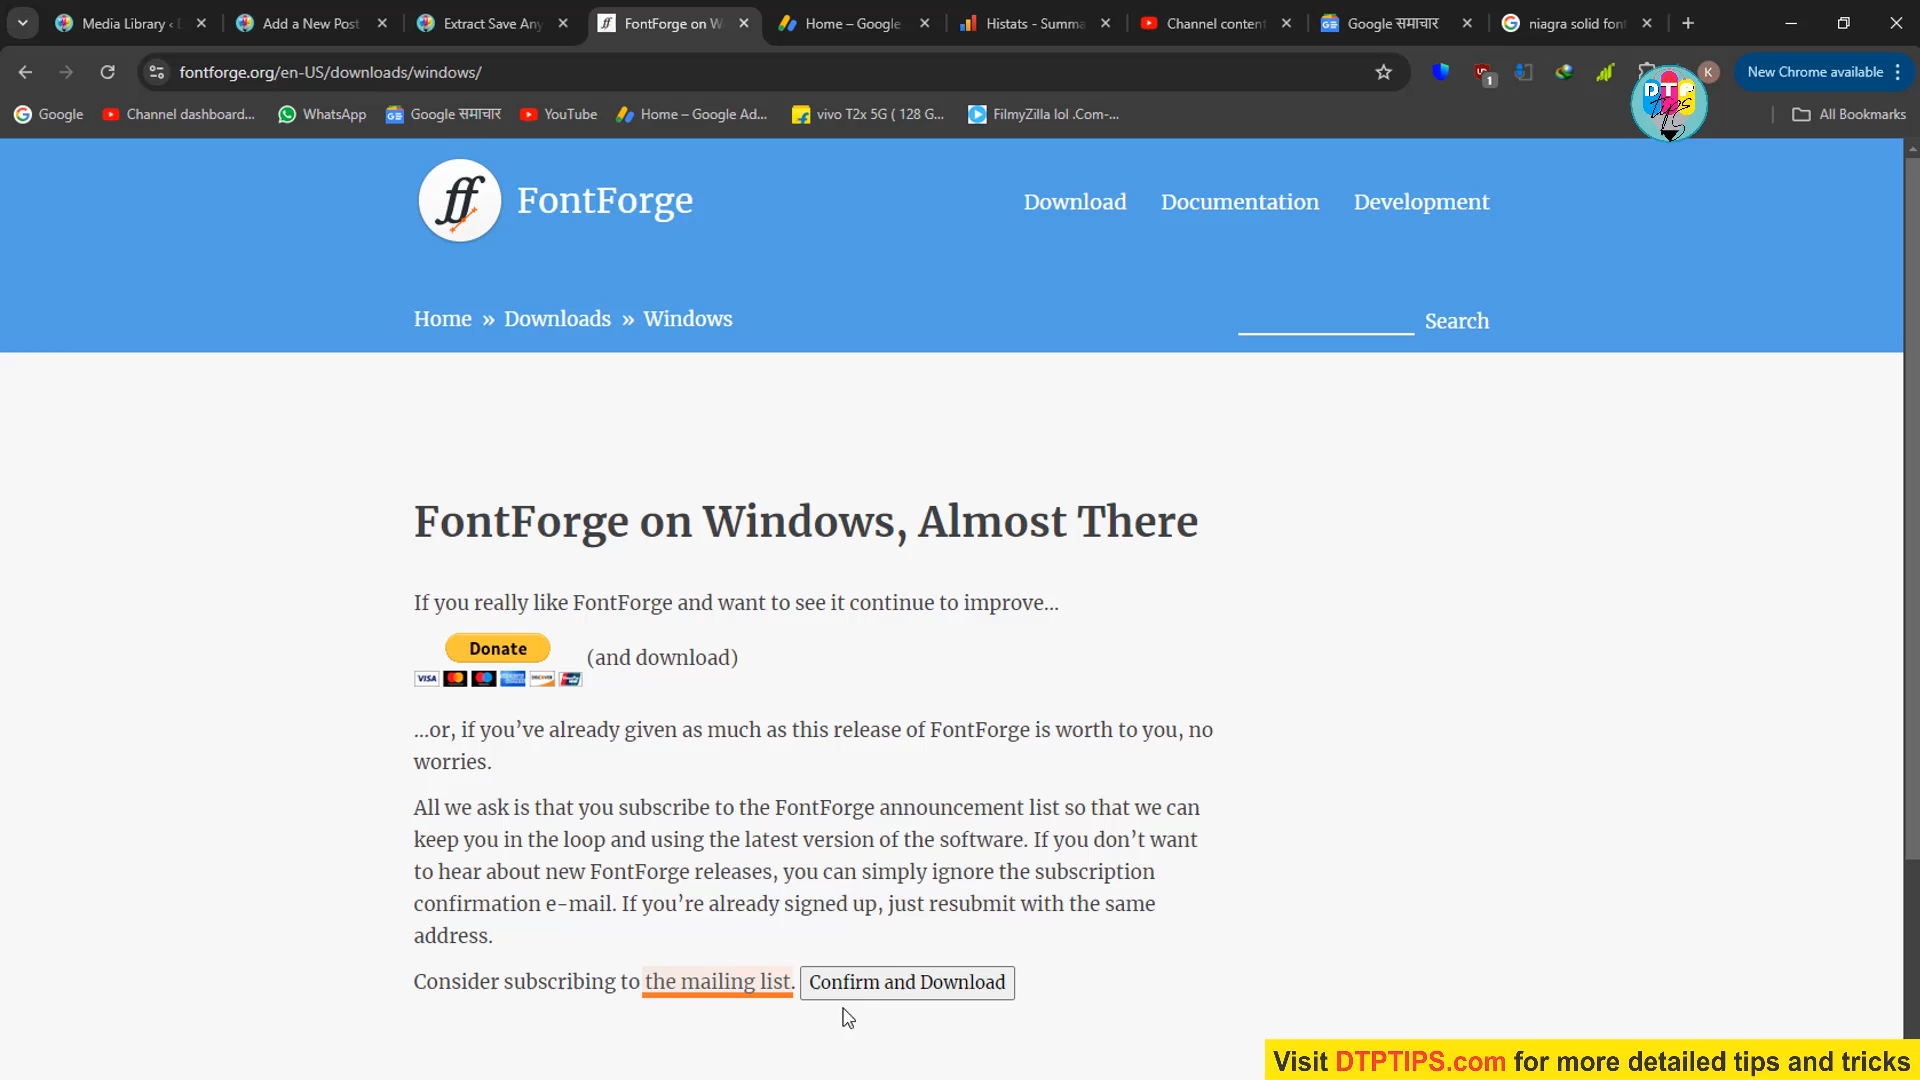 Media Library ‹ D
Add a New Post
Extract Save Any
FontForge on W
Home – Google
Histats - Summa
Channel content
Google समाचार
niagra solid font
fontforge.org/en-US/downloads/windows/
1
K
New Chrome available
Google
Channel dashboard...
WhatsApp
Google समाचार
YouTube
Home – Google Ad...
vivo T2x 5G ( 128 G...
FilmyZilla lol .Com-...
DTP
Tips
All Bookmarks
ff
FontForge
Download
Documentation
Development
Home » Downloads » Windows
Search
FontForge on Windows, Almost There
If you really like FontForge and want to see it continue to improve…
Donate
(and download)
VISA
DISCOVER
…or, if you’ve already given as much as this release of FontForge is worth to you, no
worries.
All we ask is that you subscribe to the FontForge announcement list so that we can
keep you in the loop and using the latest version of the software. If you don’t want
to hear about new FontForge releases, you can simply ignore the subscription
confirmation e-mail. If you’re already signed up, just resubmit with the same
address.
Consider subscribing to the mailing list. Confirm and Download
Visit DTPTIPS.com for more detailed tips and tricks